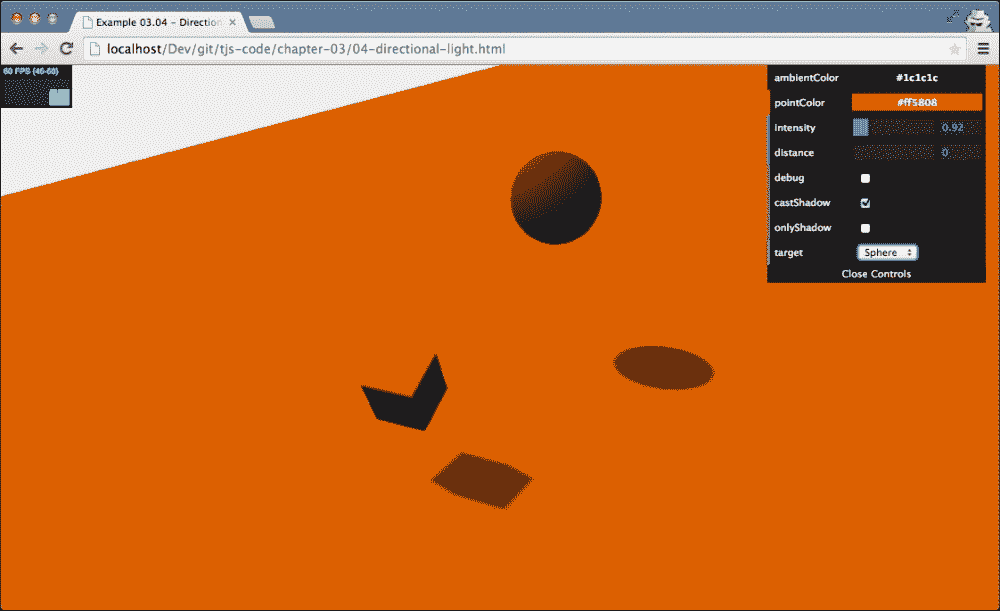 Example 03.04 - Direction
localhost/Dev/git/tjs-code/chapter-03/04-directional-light.html
60 FPS (46-60)
ambientColor #1c1c1c
pointColor #ff5808
intensity 0.92
distance 0
debug
castShadow
onlyShadow
target Sphere
Close Controls